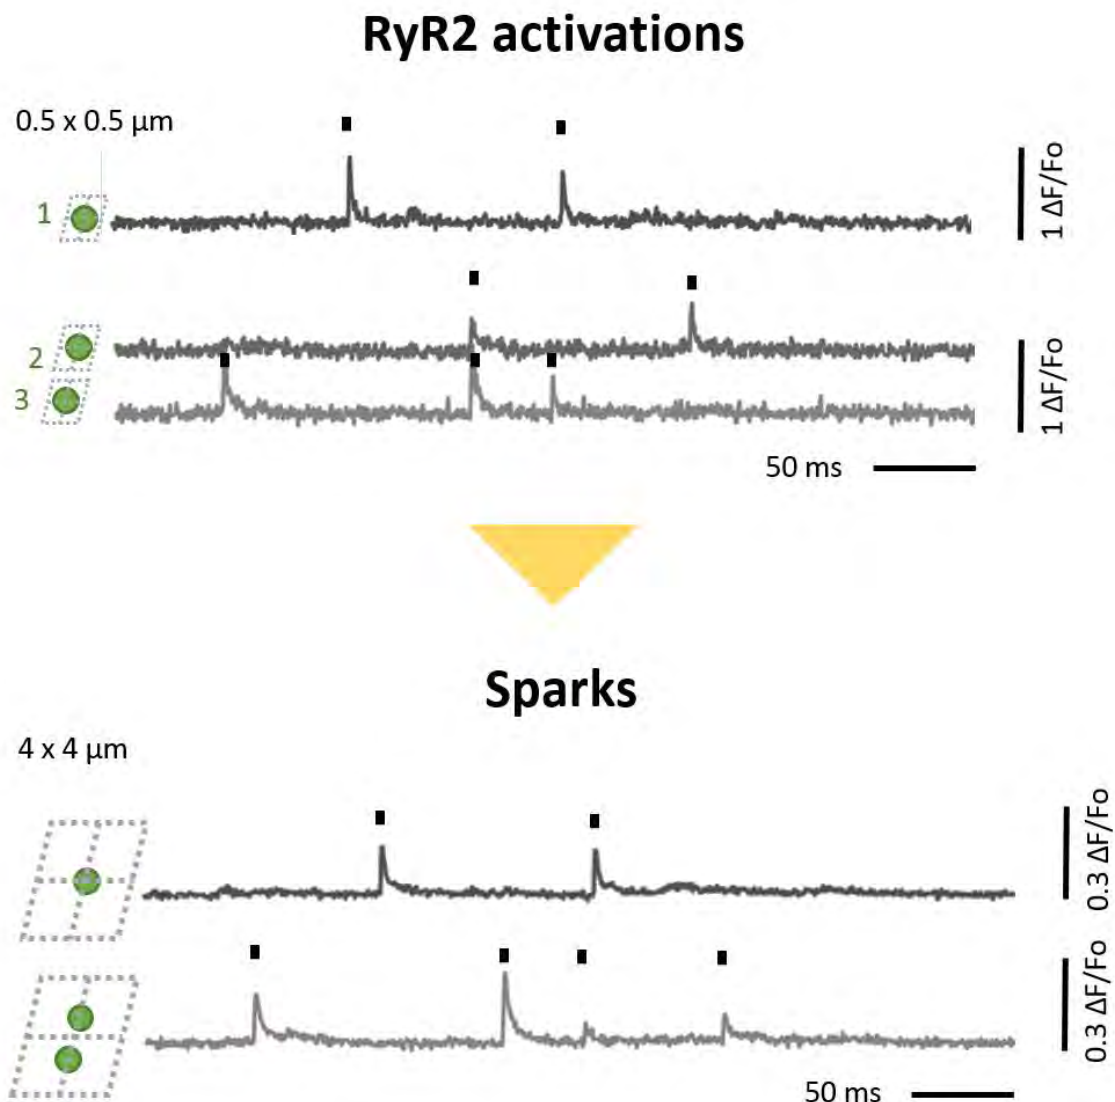 RyR2 activations
0.5 x 0.5 µm
1
1 ΔF/Fo
2
3
1 ΔF/Fo
50 ms
Sparks
4 x 4 µm
0.3 ΔF/Fo
0.3 ΔF/Fo
50 ms